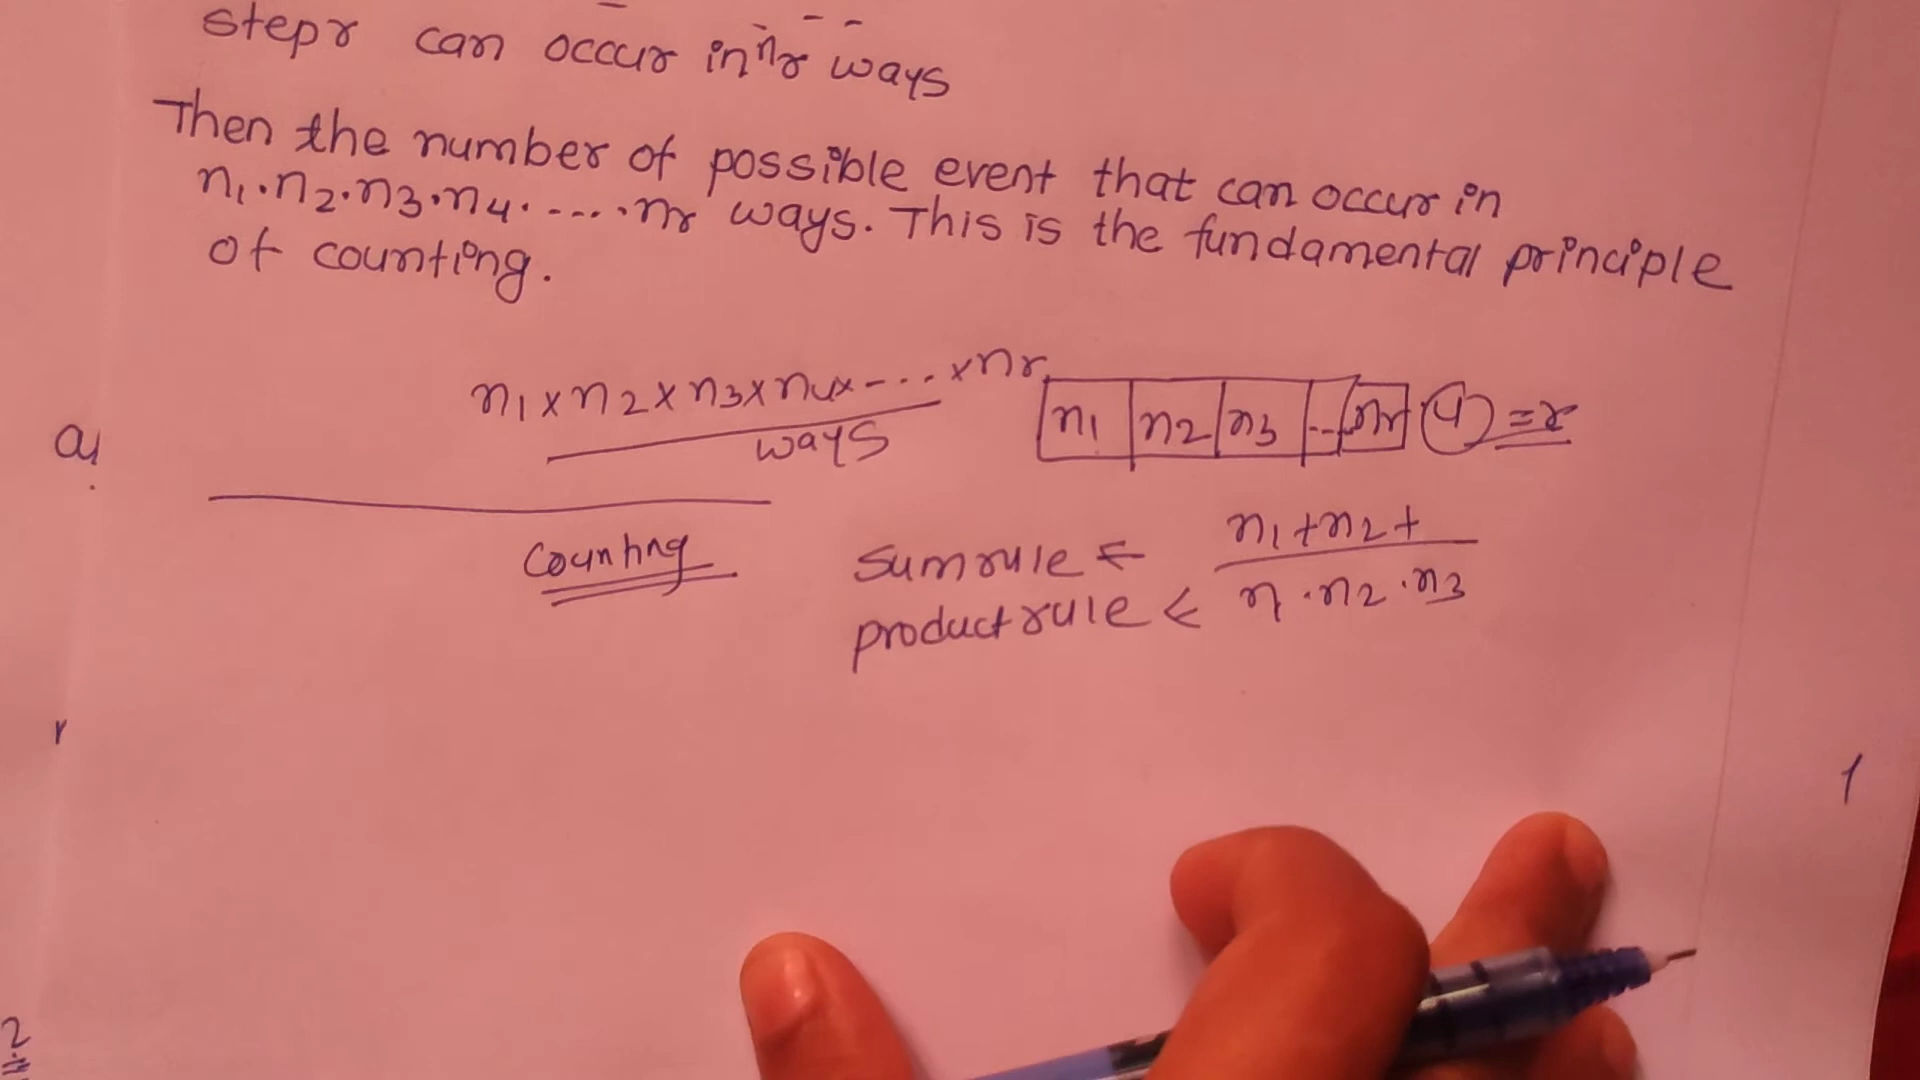 step r can occur in nr ways
Then the number of possible event that can occur in
n1.n2.n3.n4. ---- .nr ways. This is the fundamental principle
of counting.
n1 x n2 x n3 x n4 x - ... x nr
ways
n1 n2 n3 -- nr 4 = r
Counting
Sum rule ← n1 + n2 +
product rule < n . n2 . n3